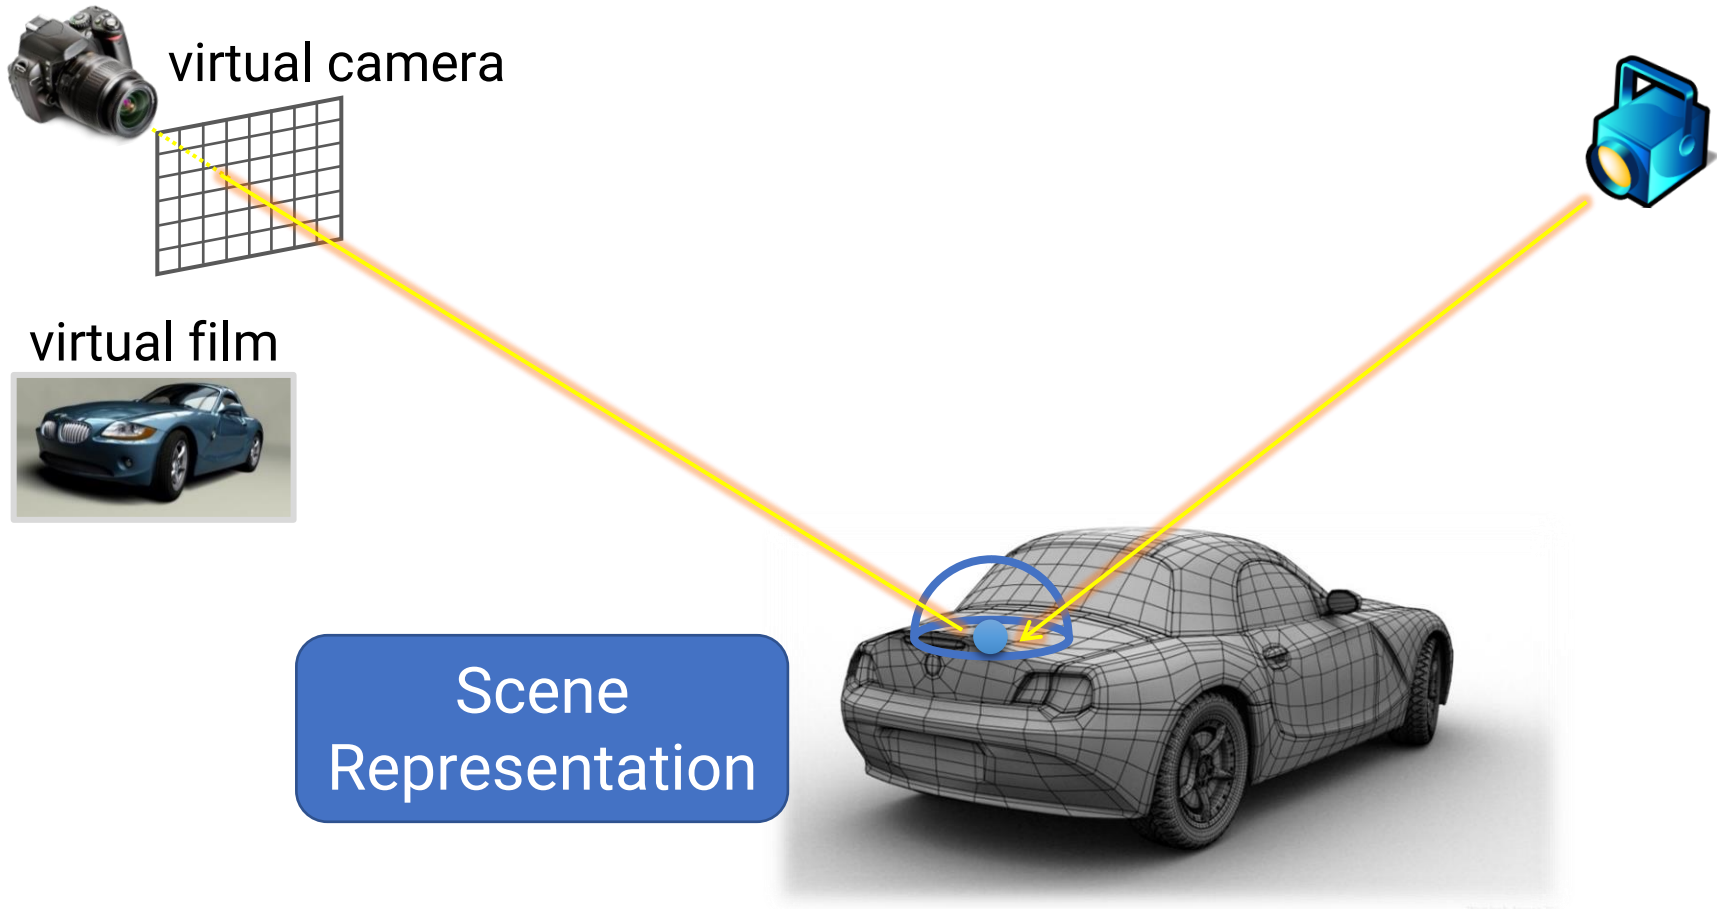 virtual camera
virtual film
Scene
Representation